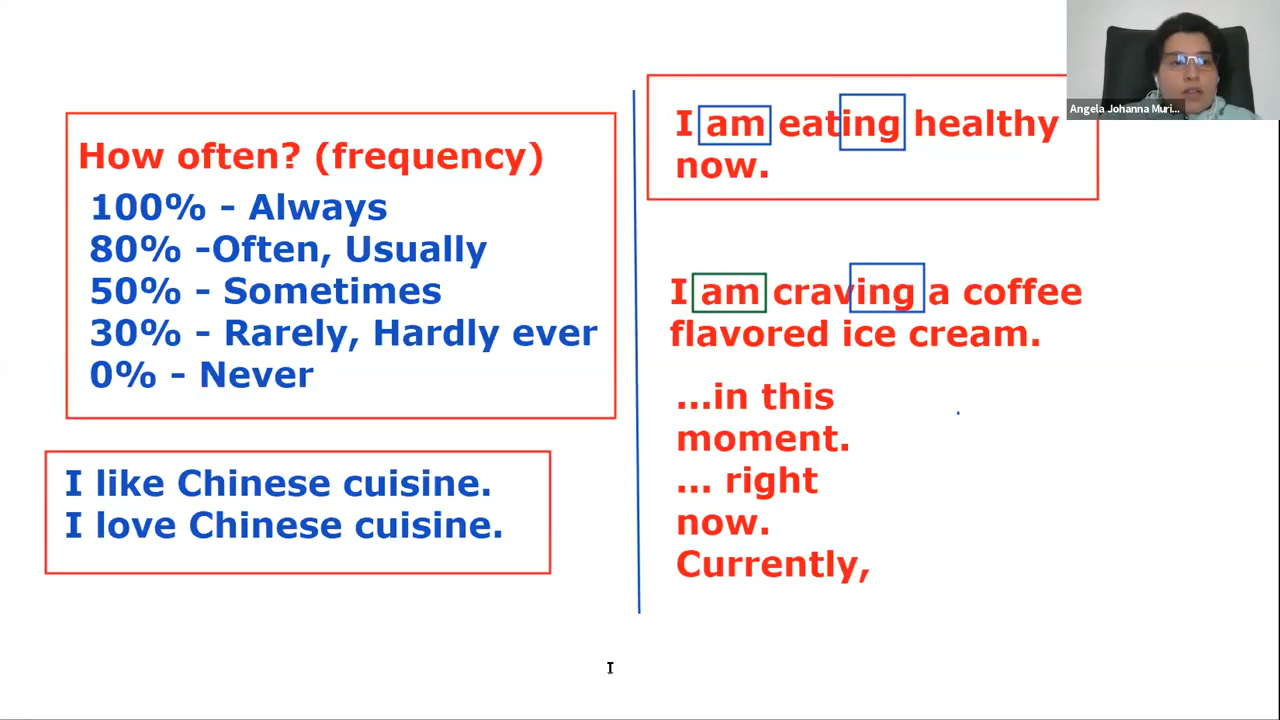 How often? (frequency)
100% - Always
80% -Often, Usually
50% - Sometimes
30% - Rarely, Hardly ever
0% - Never
I like Chinese cuisine.
I love Chinese cuisine.
I am eating healthy
now.
I am craving a coffee
flavored ice cream.
...in this
moment.
... right
now.
Currently,
Angela Johanna Muri...